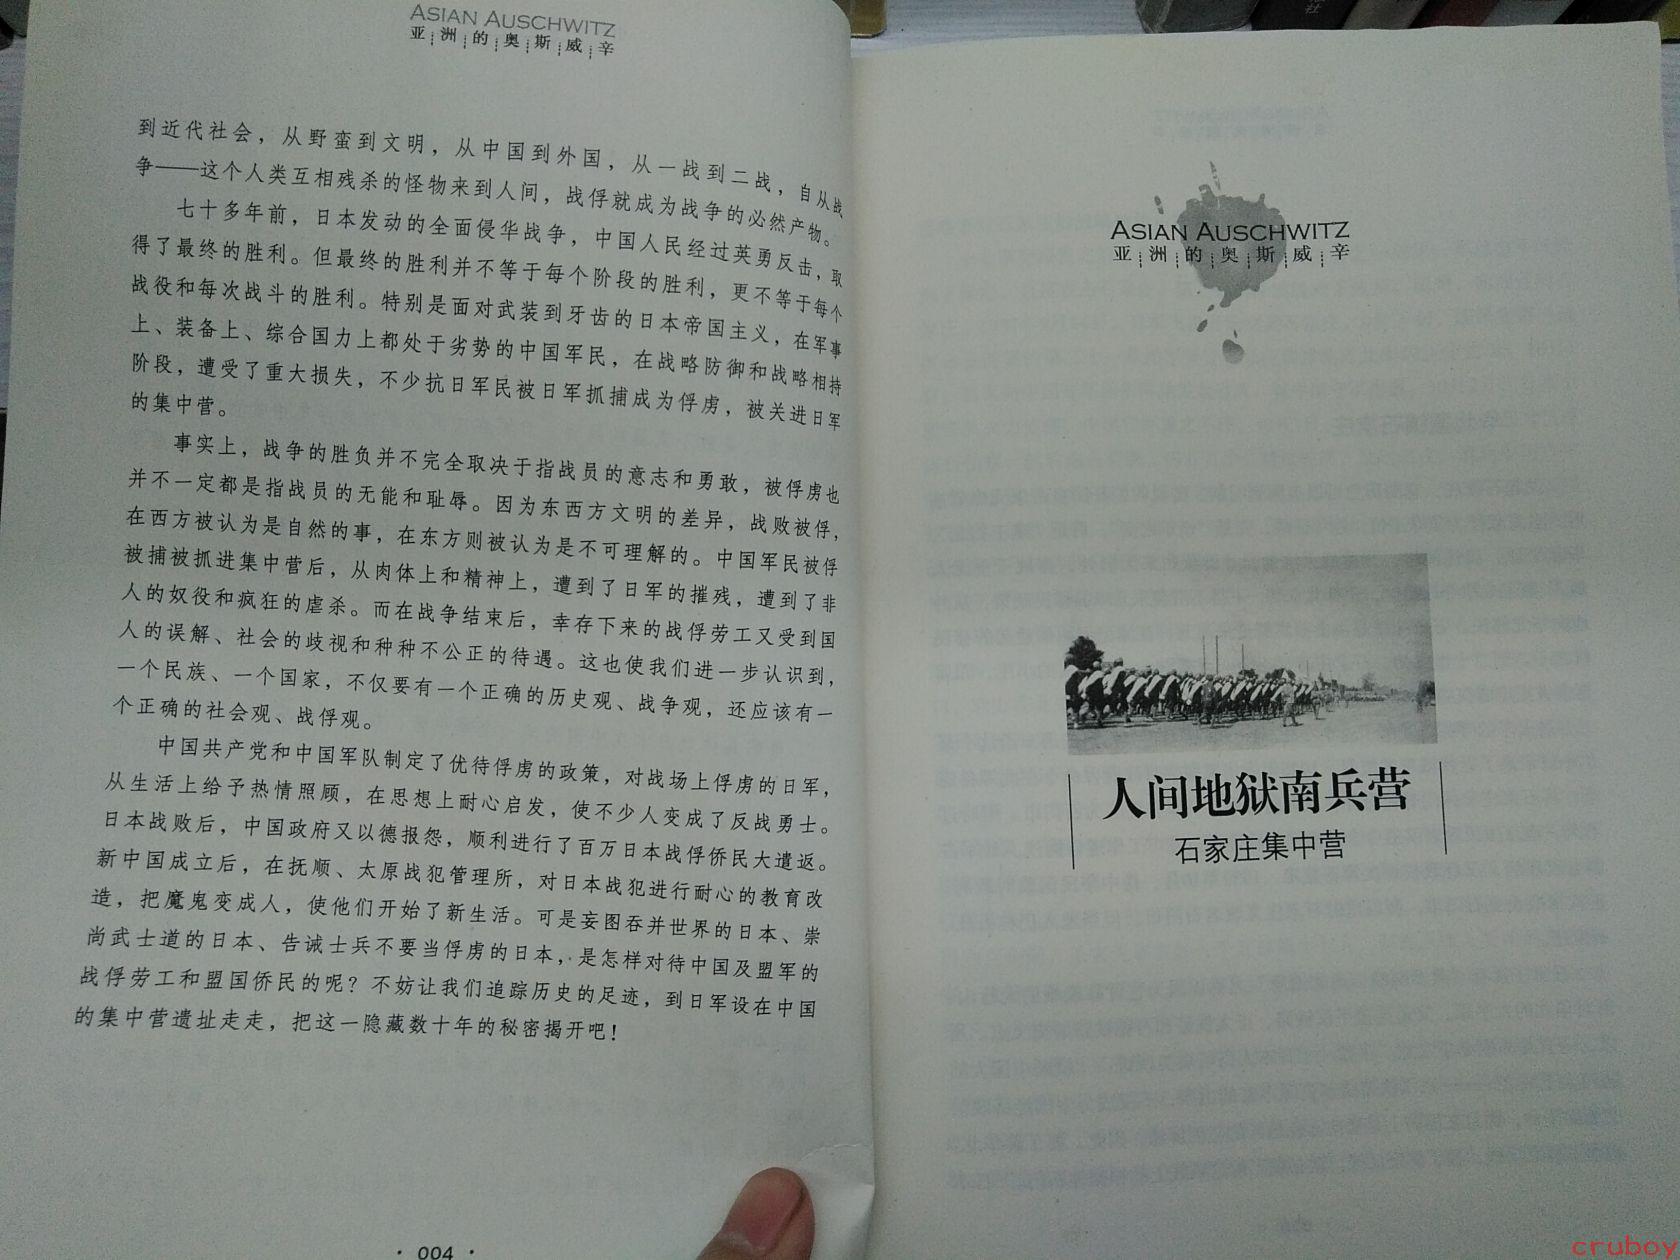 ASIAN AUSCHWITZ
亚洲的奥斯威辛
到近代社会，从野蛮到文明，从中国到外国，从一战到二战，自从战
争——这个人类互相残杀的怪物来到人间，战俘就成为战争的必然产物。
七十多年前，日本发动的全面侵华战争，中国人民经过英勇反击，取
得了最终的胜利。但最终的胜利并不等于每个阶段的胜利，更不等于每个
战役和每次战斗的胜利。特别是面对武装到牙齿的日本帝国主义，在军事
上、装备上、综合国力上都处于劣势的中国军民，在战略防御和战略相持
阶段，遭受了重大损失，不少抗日军民被日军抓捕成为俘虏，被关进日军
的集中营。
事实上，战争的胜负并不完全取决于指战员的意志和勇敢，被俘虏也
并不一定都是指战员的无能和耻辱。因为东西方文明的差异，战败被俘，
在西方被认为是自然的事，在东方则被认为是不可理解的。中国军民被俘
被捕被抓进集中营后，从肉体上和精神上，遭到了日军的摧残，遭到了非
人的奴役和疯狂的虐杀。而在战争结束后，幸存下来的战俘劳工又受到国
人的误解、社会的歧视和种种不公正的待遇。这也使我们进一步认识到，
一个民族、一个国家，不仅要有一个正确的历史观、战争观，还应该有一
个正确的社会观、战俘观。
中国共产党和中国军队制定了优待俘虏的政策，对战场上俘虏的日军，
从生活上给予热情照顾，在思想上耐心启发，使不少人变成了反战勇士。
日本战败后，中国政府又以德报怨，顺利进行了百万日本战俘侨民大遣返。
新中国成立后，在抚顺、太原战犯管理所，对日本战犯进行耐心的教育改
造，把魔鬼变成人，使他们开始了新生活。可是妄图吞并世界的日本、崇
尚武士道的日本、告诫士兵不要当俘虏的日本，是怎样对待中国及盟军的
战俘劳工和盟国侨民的呢？不妨让我们追踪历史的足迹，到日军设在中国
的集中营遗址走走，把这一隐藏数十年的秘密揭开吧！
· 004 ·
ASIAN AUSCHWITZ
亚洲的奥斯威辛
人间地狱南兵营
石家庄集中营
cruboy